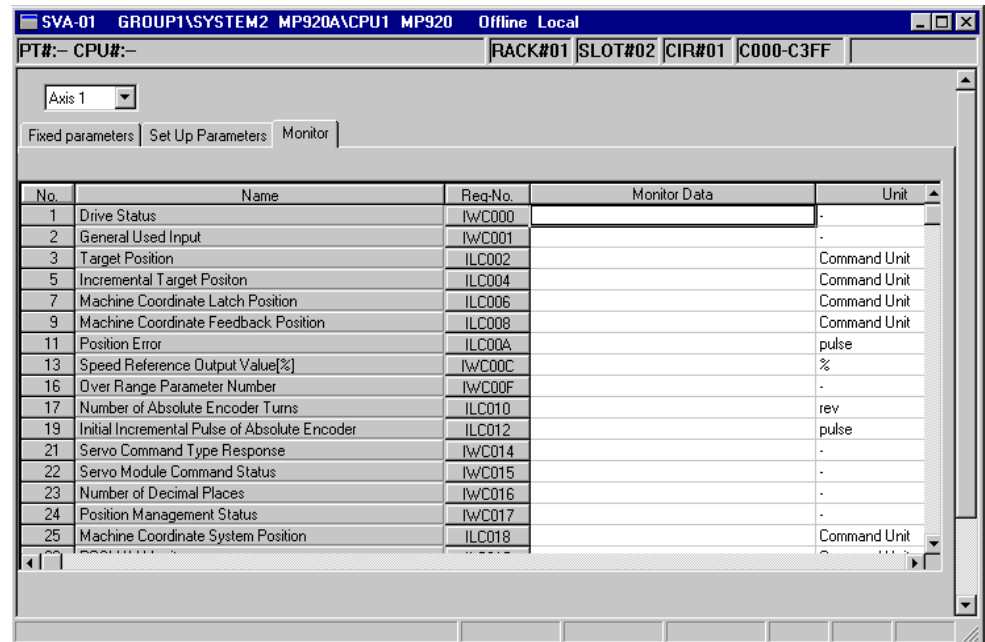 SVA-01 GROUP1\SYSTEM2 MP920A\CPU1 MP920 Offline Local
PT#:– CPU#:– RACK#01 SLOT#02 CIR#01 C000-C3FF
Axis 1
Fixed parameters Set Up Parameters Monitor
No. Name Reg-No. Monitor Data Unit
1 Drive Status IWC000 -
2 General Used Input IWC001 -
3 Target Position ILC002 Command Unit
5 Incremental Target Positon ILC004 Command Unit
7 Machine Coordinate Latch Position ILC006 Command Unit
9 Machine Coordinate Feedback Position ILC008 Command Unit
11 Position Error ILC00A pulse
13 Speed Reference Output Value[%] IWC00C %
16 Over Range Parameter Number IWC00F -
17 Number of Absolute Encoder Turns ILC010 rev
19 Initial Incremental Pulse of Absolute Encoder ILC012 pulse
21 Servo Command Type Response IWC014 -
22 Servo Module Command Status IWC015 -
23 Number of Decimal Places IWC016 -
24 Position Management Status IWC017 -
25 Machine Coordinate System Position ILC018 Command Unit